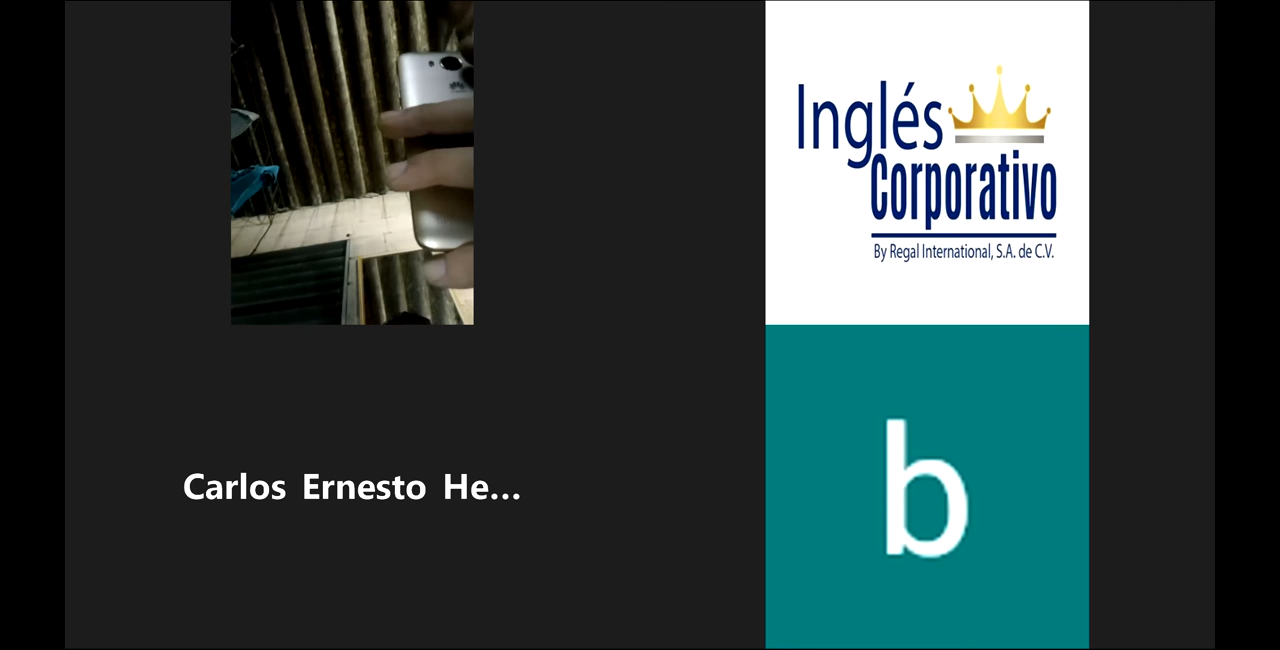 Inglés
Corporativo
By Regal International, S.A. de C.V.
Carlos Ernesto He...
b